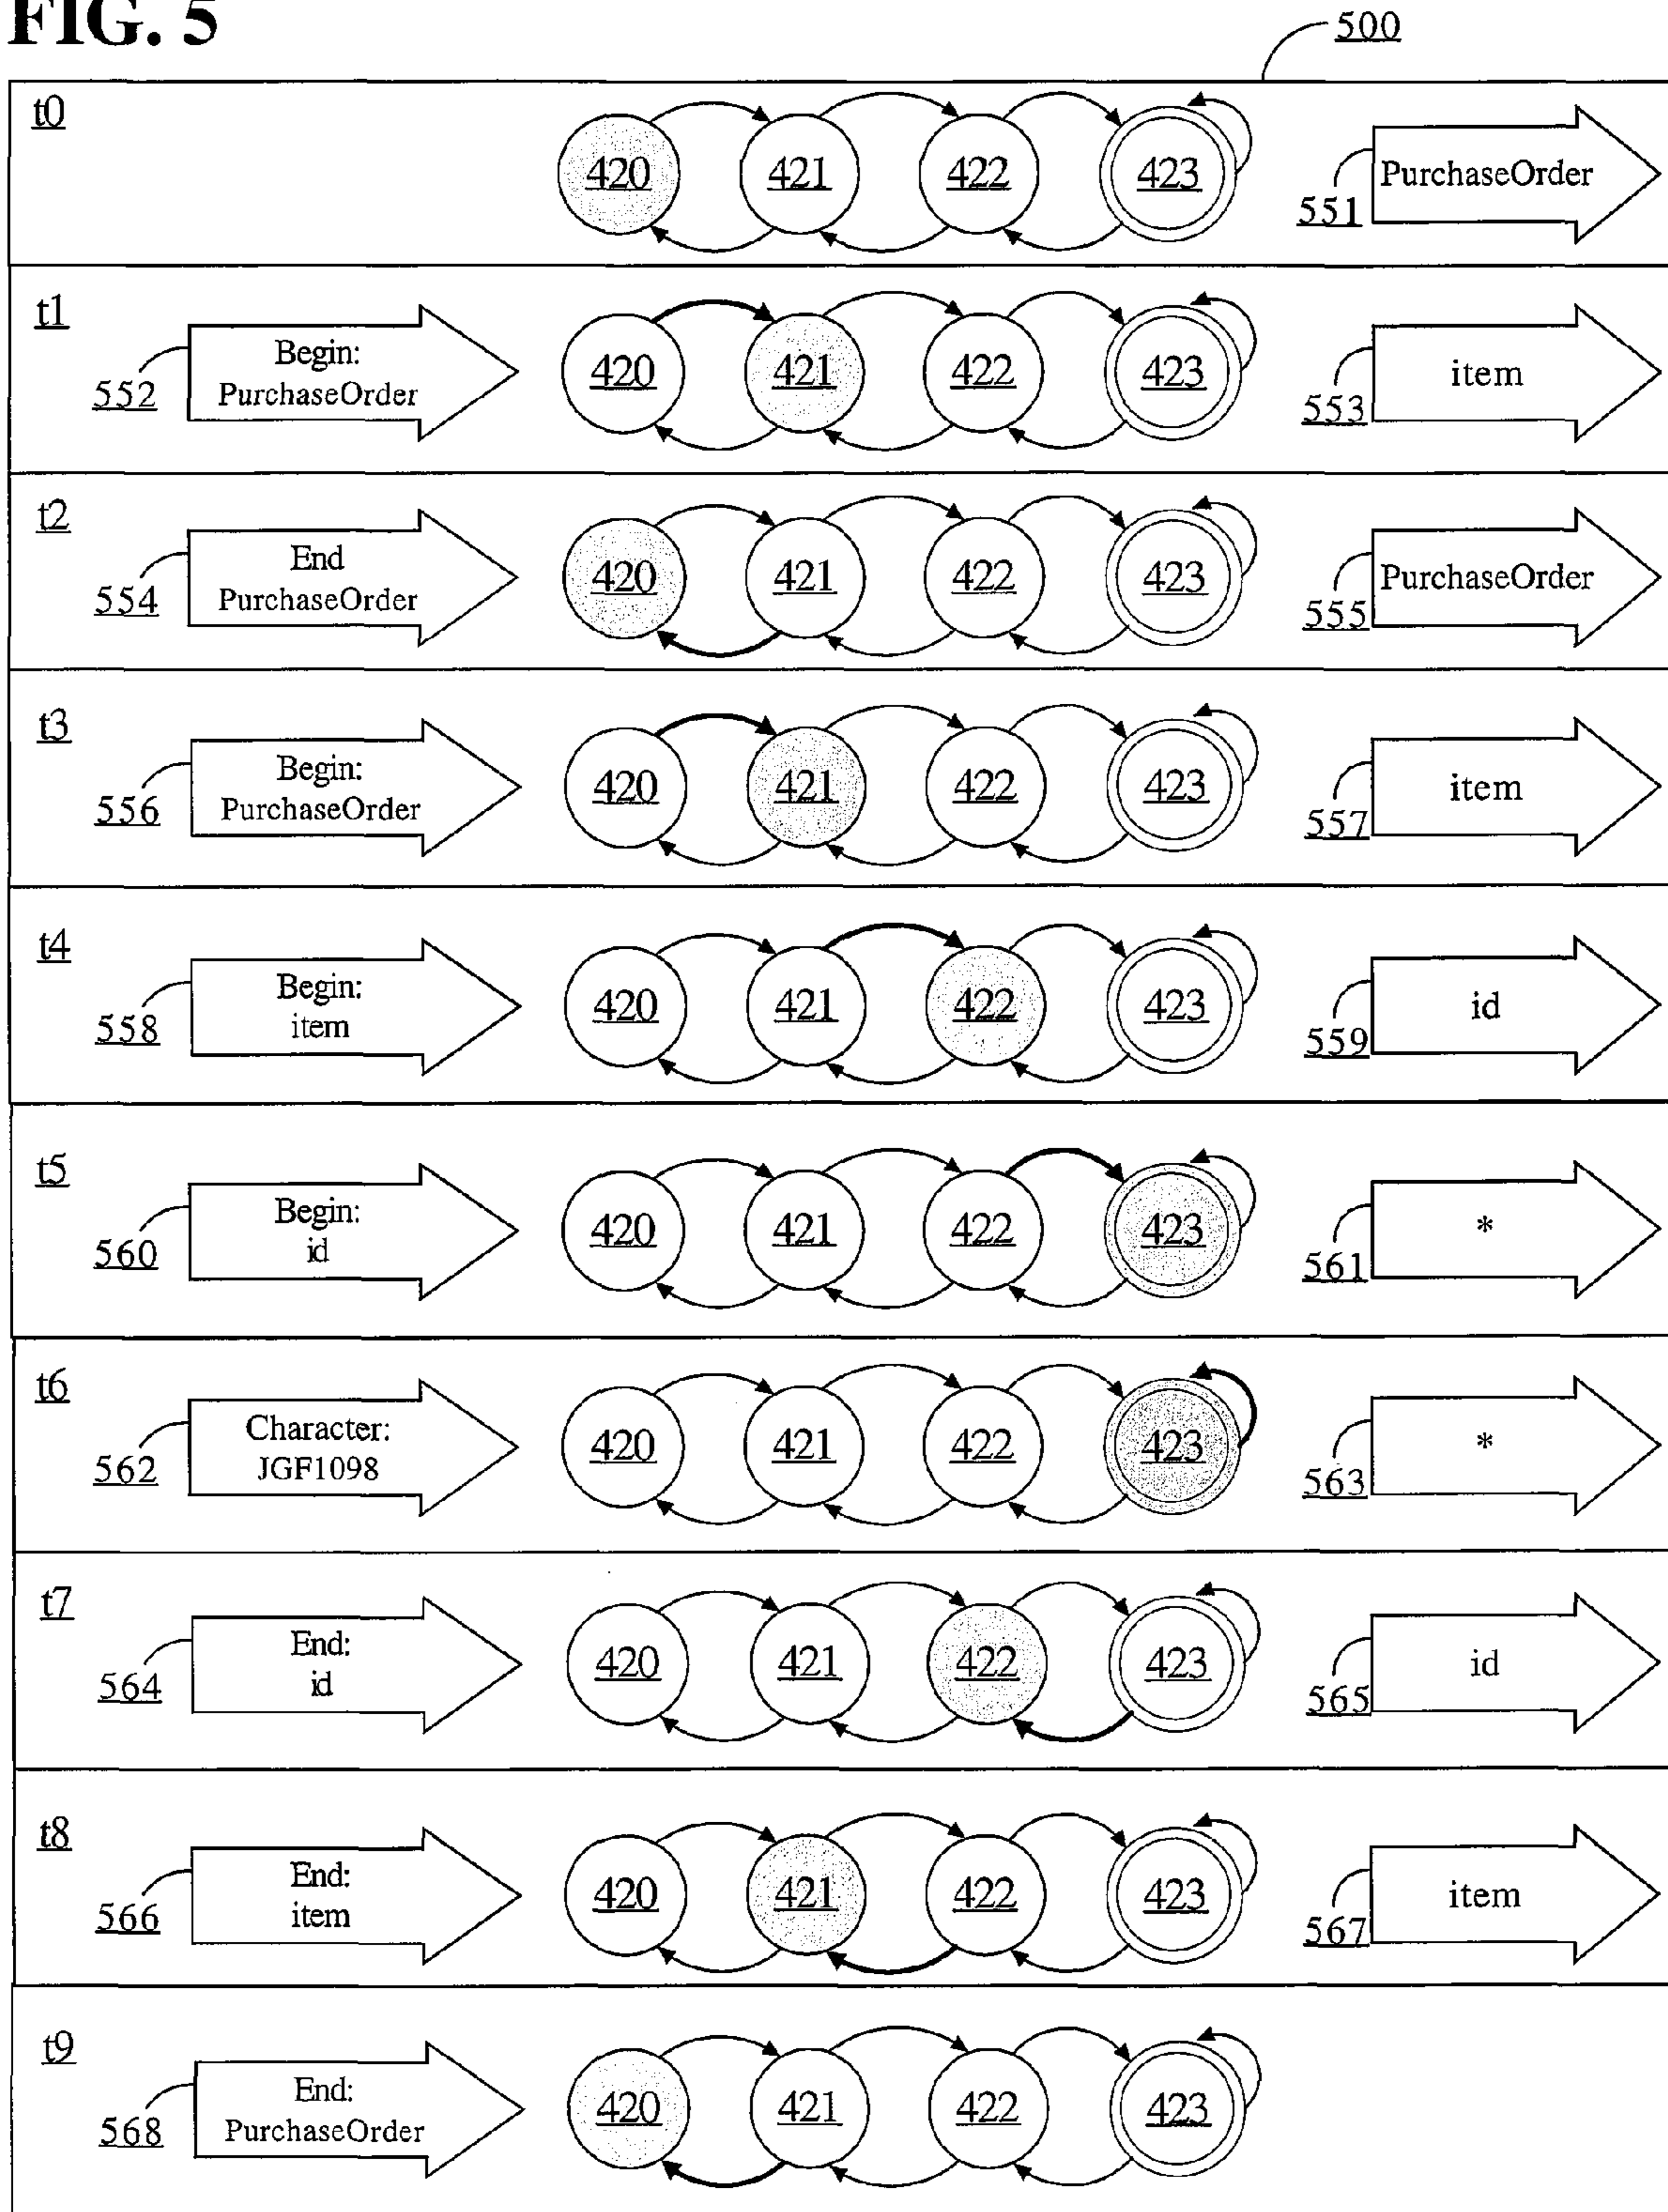 FIG. 5
500
t0
420 421 422 423
551
PurchaseOrder
t1
552
Begin:
PurchaseOrder
420 421 422 423
553
item
t2
554
End
PurchaseOrder
420 421 422 423
555
PurchaseOrder
t3
556
Begin:
PurchaseOrder
420 421 422 423
557
item
t4
558
Begin:
item
420 421 422 423
559
id
t5
560
Begin:
id
420 421 422 423
561
*
t6
562
Character:
JGF1098
420 421 422 423
563
*
t7
564
End:
id
420 421 422 423
565
id
t8
566
End:
item
420 421 422 423
567
item
t9
568
End:
PurchaseOrder
420 421 422 423